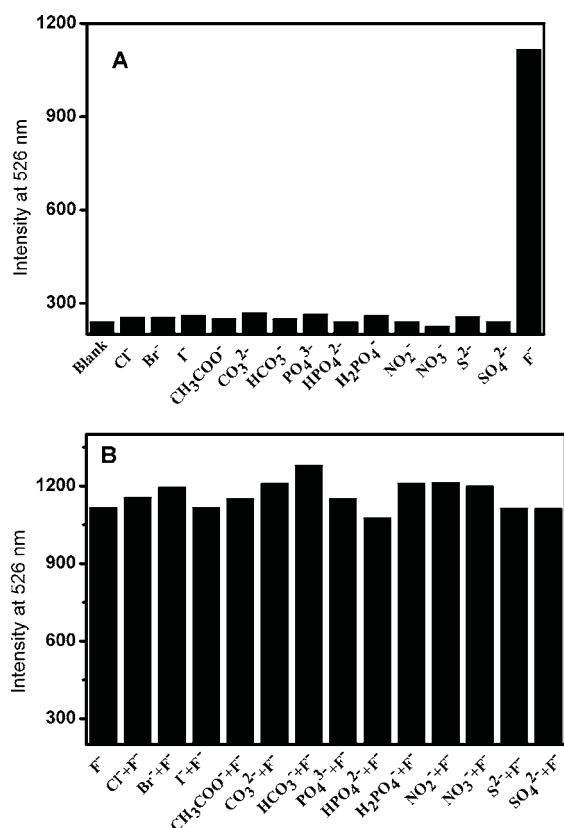 A
Intensity at 526 nm
1200
900
600
300
Blank
Cl⁻
Br⁻
I⁻
CH₃COO⁻
CO₃²⁻
HCO₃⁻
PO₄³⁻
HPO₄²⁻
H₂PO₄⁻
NO₂⁻
NO₃⁻
S²⁻
SO₄²⁻
F⁻
B
Intensity at 526 nm
1200
900
600
300
F⁻
Cl⁻+F⁻
Br⁻+F⁻
I⁻+F⁻
CH₃COO⁻+F⁻
CO₃²⁻+F⁻
HCO₃⁻+F⁻
PO₄³⁻+F⁻
HPO₄²⁻+F⁻
H₂PO₄⁻+F⁻
NO₂⁻+F⁻
NO₃⁻+F⁻
S²⁻+F⁻
SO₄²⁻+F⁻